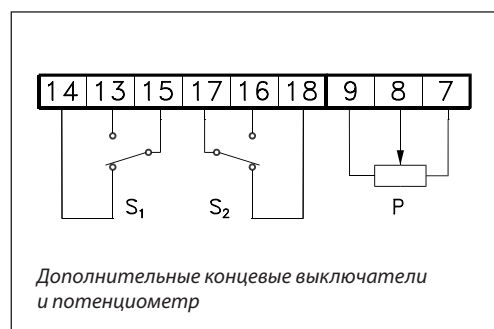 14 13 15 17 16 18 9 8 7
S₁ S₂ P
Дополнительные концевые выключатели
и потенциометр